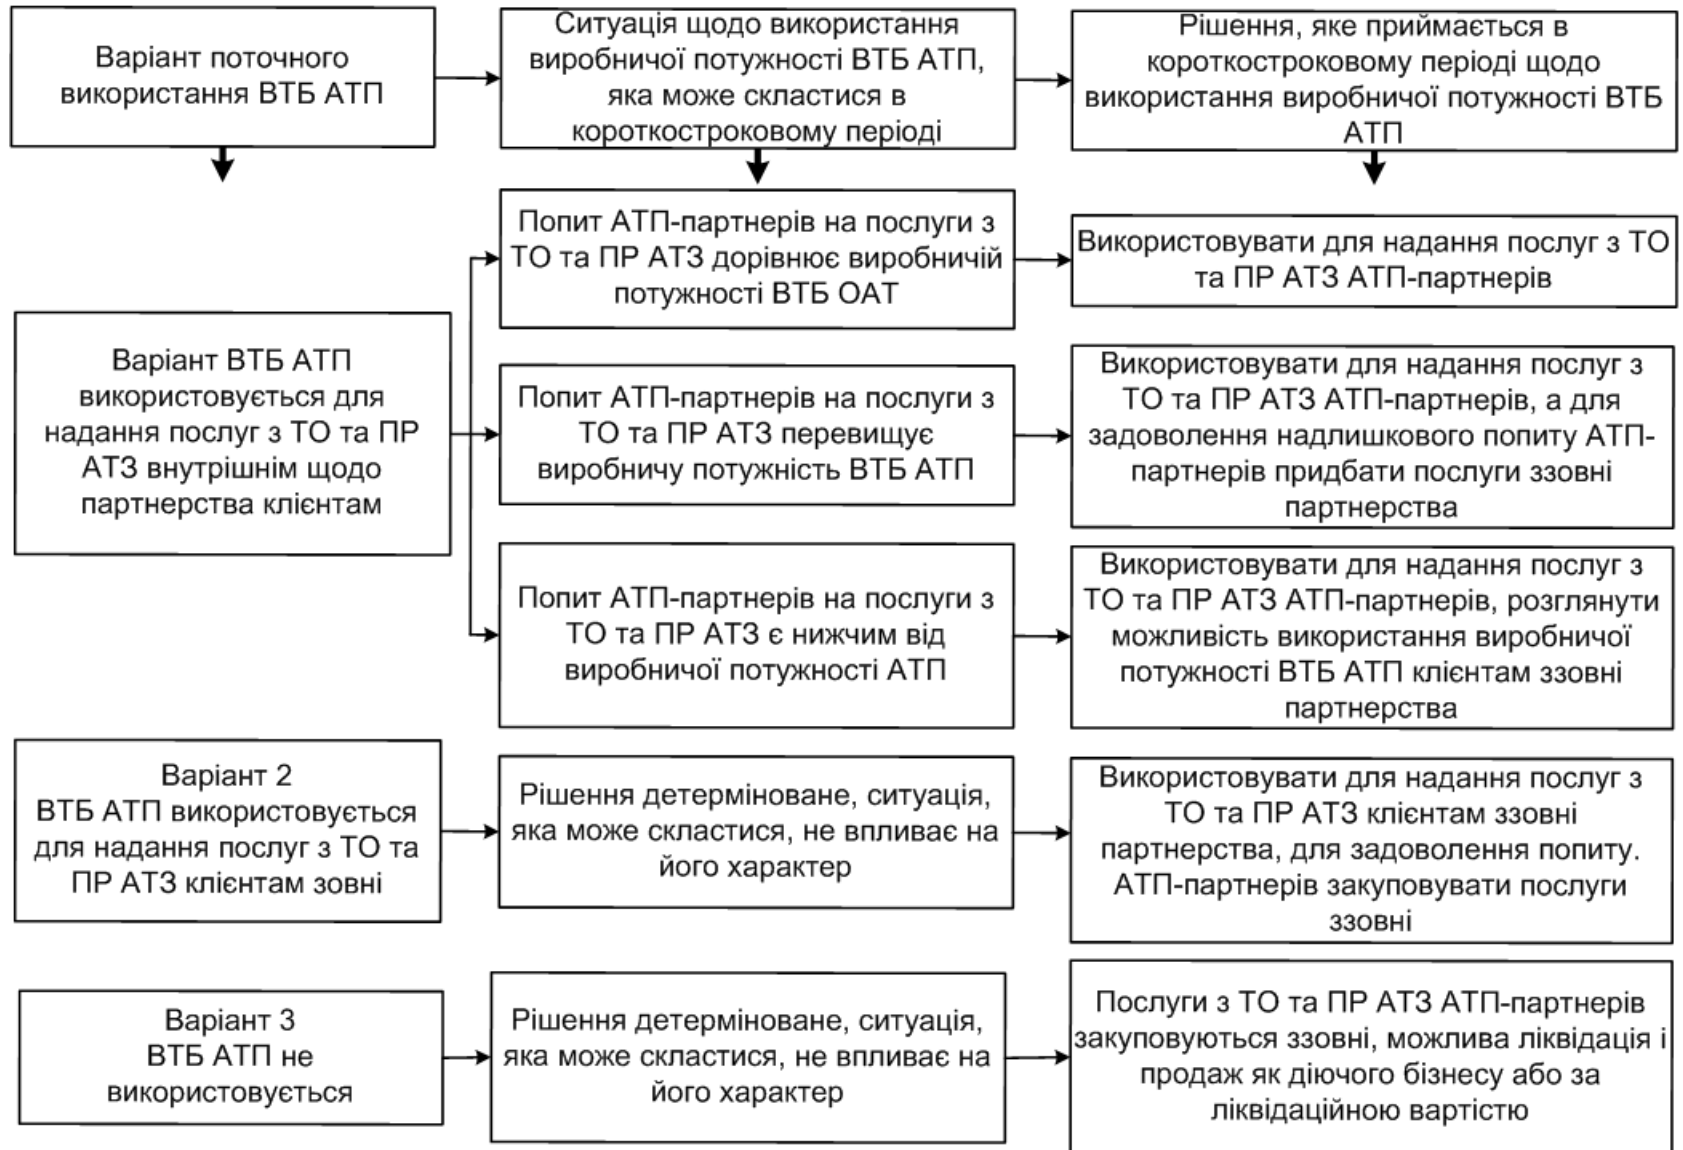 Варіант поточного
використання ВТБ АТП
Ситуація щодо використання
виробничої потужності ВТБ АТП,
яка може скластися в
короткостроковому періоді
Рішення, яке приймається в
короткостроковому періоді щодо
використання виробничої потужності ВТБ
АТП
Варіант ВТБ АТП
використовується для
надання послуг з ТО та ПР
АТЗ внутрішнім щодо
партнерства клієнтам
Попит АТП-партнерів на послуги з
ТО та ПР АТЗ дорівнює виробничій
потужності ВТБ ОАТ
Використовувати для надання послуг з ТО
та ПР АТЗ АТП-партнерів
Попит АТП-партнерів на послуги з
ТО та ПР АТЗ перевищує
виробничу потужність ВТБ АТП
Використовувати для надання послуг з
ТО та ПР АТЗ АТП-партнерів, а для
задоволення надлишкового попиту АТП-
партнерів придбати послуги ззовні
партнерства
Попит АТП-партнерів на послуги з
ТО та ПР АТЗ є нижчим від
виробничої потужності АТП
Використовувати для надання послуг з
ТО та ПР АТЗ АТП-партнерів, розглянути
можливість використання виробничої
потужності ВТБ АТП клієнтам ззовні
партнерства
Варіант 2
ВТБ АТП використовується
для надання послуг з ТО та
ПР АТЗ клієнтам зовні
Рішення детерміноване, ситуація,
яка може скластися, не впливає на
його характер
Використовувати для надання послуг з
ТО та ПР АТЗ клієнтам ззовні
партнерства, для задоволення попиту.
АТП-партнерів закуповувати послуги
ззовні
Варіант 3
ВТБ АТП не
використовується
Рішення детерміноване, ситуація,
яка може скластися, не впливає на
його характер
Послуги з ТО та ПР АТЗ АТП-партнерів
закуповуються ззовні, можлива ліквідація і
продаж як діючого бізнесу або за
ліквідаційною вартістю